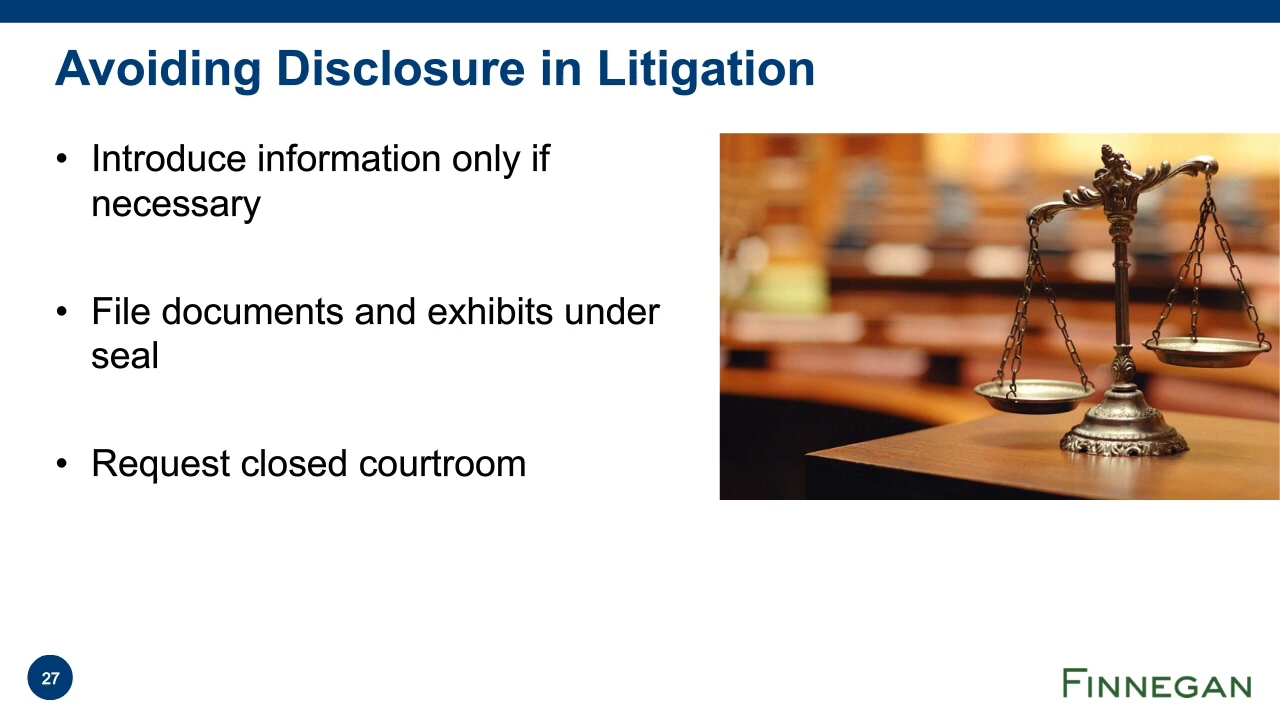 Avoiding Disclosure in Litigation
• Introduce information only if
necessary
• File documents and exhibits under
seal
• Request closed courtroom
27
FINNEGAN